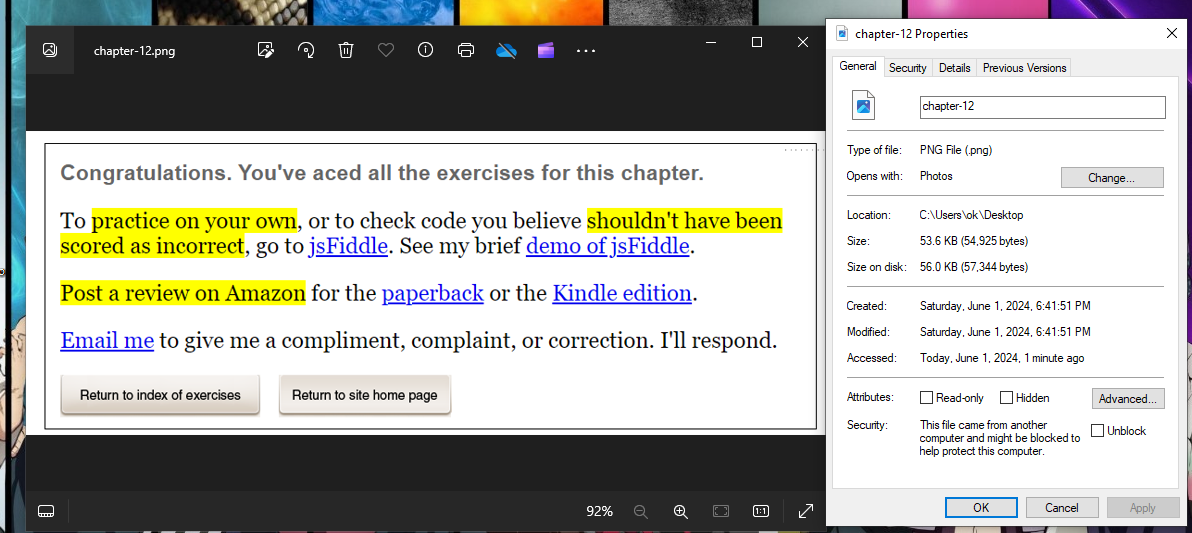 chapter-12.png
Congratulations. You've aced all the exercises for this chapter.
To practice on your own, or to check code you believe shouldn't have been
scored as incorrect, go to jsFiddle. See my brief demo of jsFiddle.
Post a review on Amazon for the paperback or the Kindle edition.
Email me to give me a compliment, complaint, or correction. I'll respond.
Return to index of exercises Return to site home page
92%
1:1
chapter-12 Properties
General Security Details Previous Versions
chapter-12
Type of file: PNG File (.png)
Opens with: Photos Change...
Location: C:\Users\ok\Desktop
Size: 53.6 KB (54,925 bytes)
Size on disk: 56.0 KB (57,344 bytes)
Created: Saturday, June 1, 2024, 6:41:51 PM
Modified: Saturday, June 1, 2024, 6:41:51 PM
Accessed: Today, June 1, 2024, 1 minute ago
Attributes: Read-only Hidden Advanced...
Security: This file came from another
computer and might be blocked to
help protect this computer.
Unblock
OK Cancel Apply